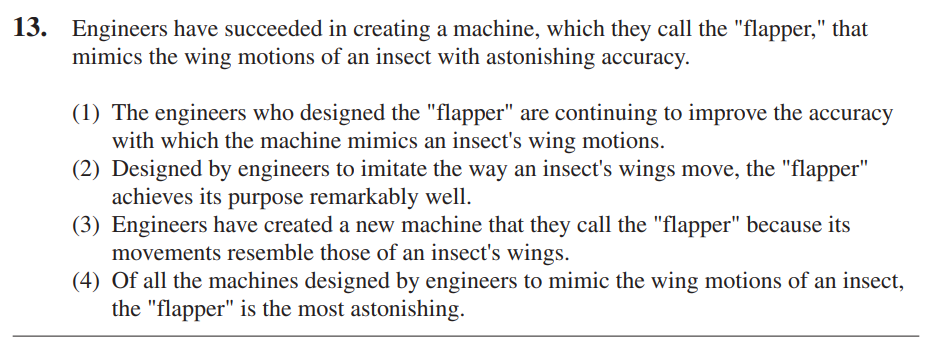 13. Engineers have succeeded in creating a machine, which they call the "flapper," that
mimics the wing motions of an insect with astonishing accuracy.
(1) The engineers who designed the "flapper" are continuing to improve the accuracy
with which the machine mimics an insect's wing motions.
(2) Designed by engineers to imitate the way an insect's wings move, the "flapper"
achieves its purpose remarkably well.
(3) Engineers have created a new machine that they call the "flapper" because its
movements resemble those of an insect's wings.
(4) Of all the machines designed by engineers to mimic the wing motions of an insect,
the "flapper" is the most astonishing.